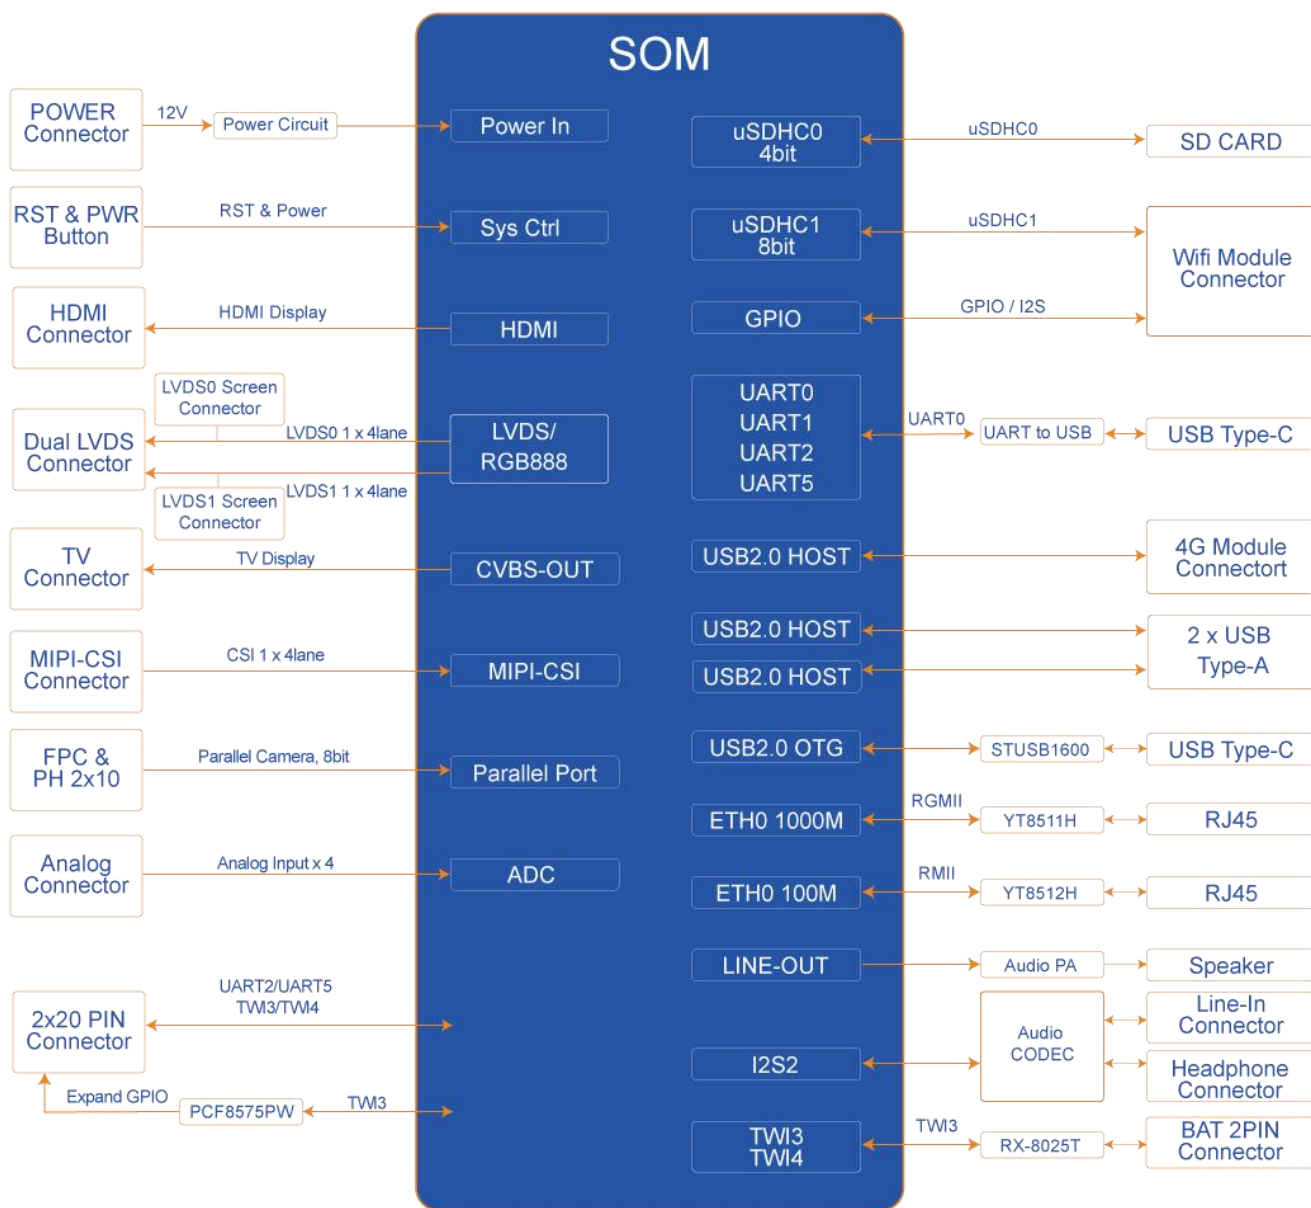 SOM
POWER
Connector
12V
Power Circuit
Power In
RST & PWR
Button
RST & Power
Sys Ctrl
HDMI
Connector
HDMI Display
HDMI
LVDS0 Screen
Connector
Dual LVDS
Connector
LVDS0 1 x 4lane
LVDS1 1 x 4lane
LVDS/
RGB888
LVDS1 Screen
Connector
TV
Connector
TV Display
CVBS-OUT
MIPI-CSI
Connector
CSI 1 x 4lane
MIPI-CSI
FPC &
PH 2x10
Parallel Camera, 8bit
Parallel Port
Analog
Connector
Analog Input x 4
ADC
2x20 PIN
Connector
UART2/UART5
TWI3/TWI4
Expand GPIO
PCF8575PW
TWI3
uSDHC0
4bit
uSDHC0
SD CARD
uSDHC1
8bit
uSDHC1
Wifi Module
Connector
GPIO
GPIO / I2S
UART0
UART1
UART2
UART5
UART0
UART to USB
USB Type-C
USB2.0 HOST
4G Module
Connectort
USB2.0 HOST
USB2.0 HOST
2 x USB
Type-A
USB2.0 OTG
STUSB1600
USB Type-C
ETH0 1000M
RGMII
YT8511H
RJ45
ETH0 100M
RMII
YT8512H
RJ45
LINE-OUT
Audio PA
Speaker
I2S2
Audio
CODEC
Line-In
Connector
Headphone
Connector
TWI3
TWI4
TWI3
RX-8025T
BAT 2PIN
Connector